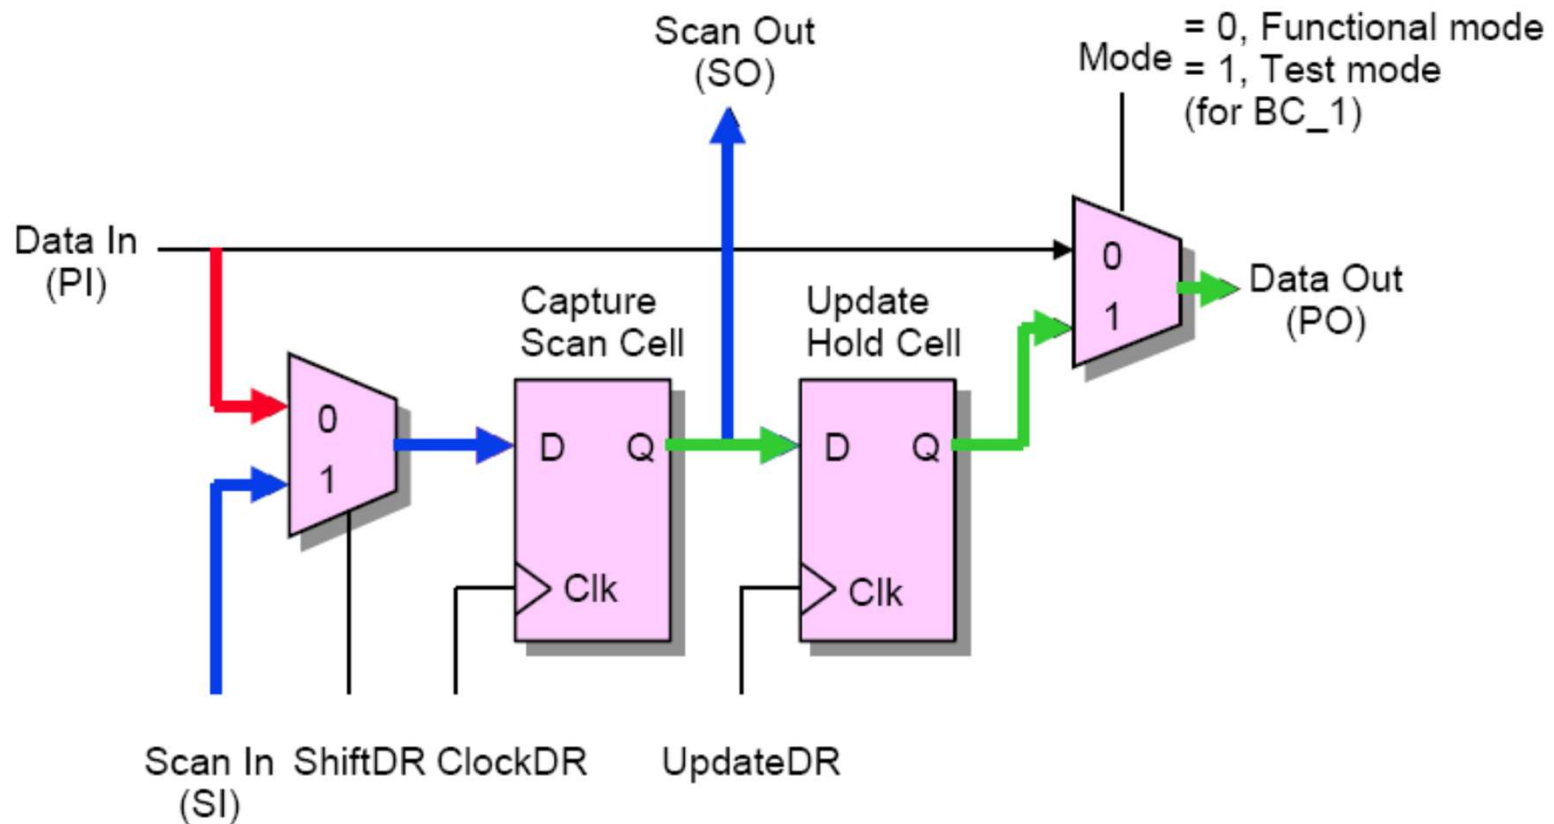 Scan Out
(SO)
Mode
= 0, Functional mode
= 1, Test mode
(for BC_1)
Data In
(PI)
0
1
Data Out
(PO)
Capture
Scan Cell
Update
Hold Cell
0
1
D Q
Clk
D Q
Clk
Scan In
(SI)
ShiftDR
ClockDR
UpdateDR